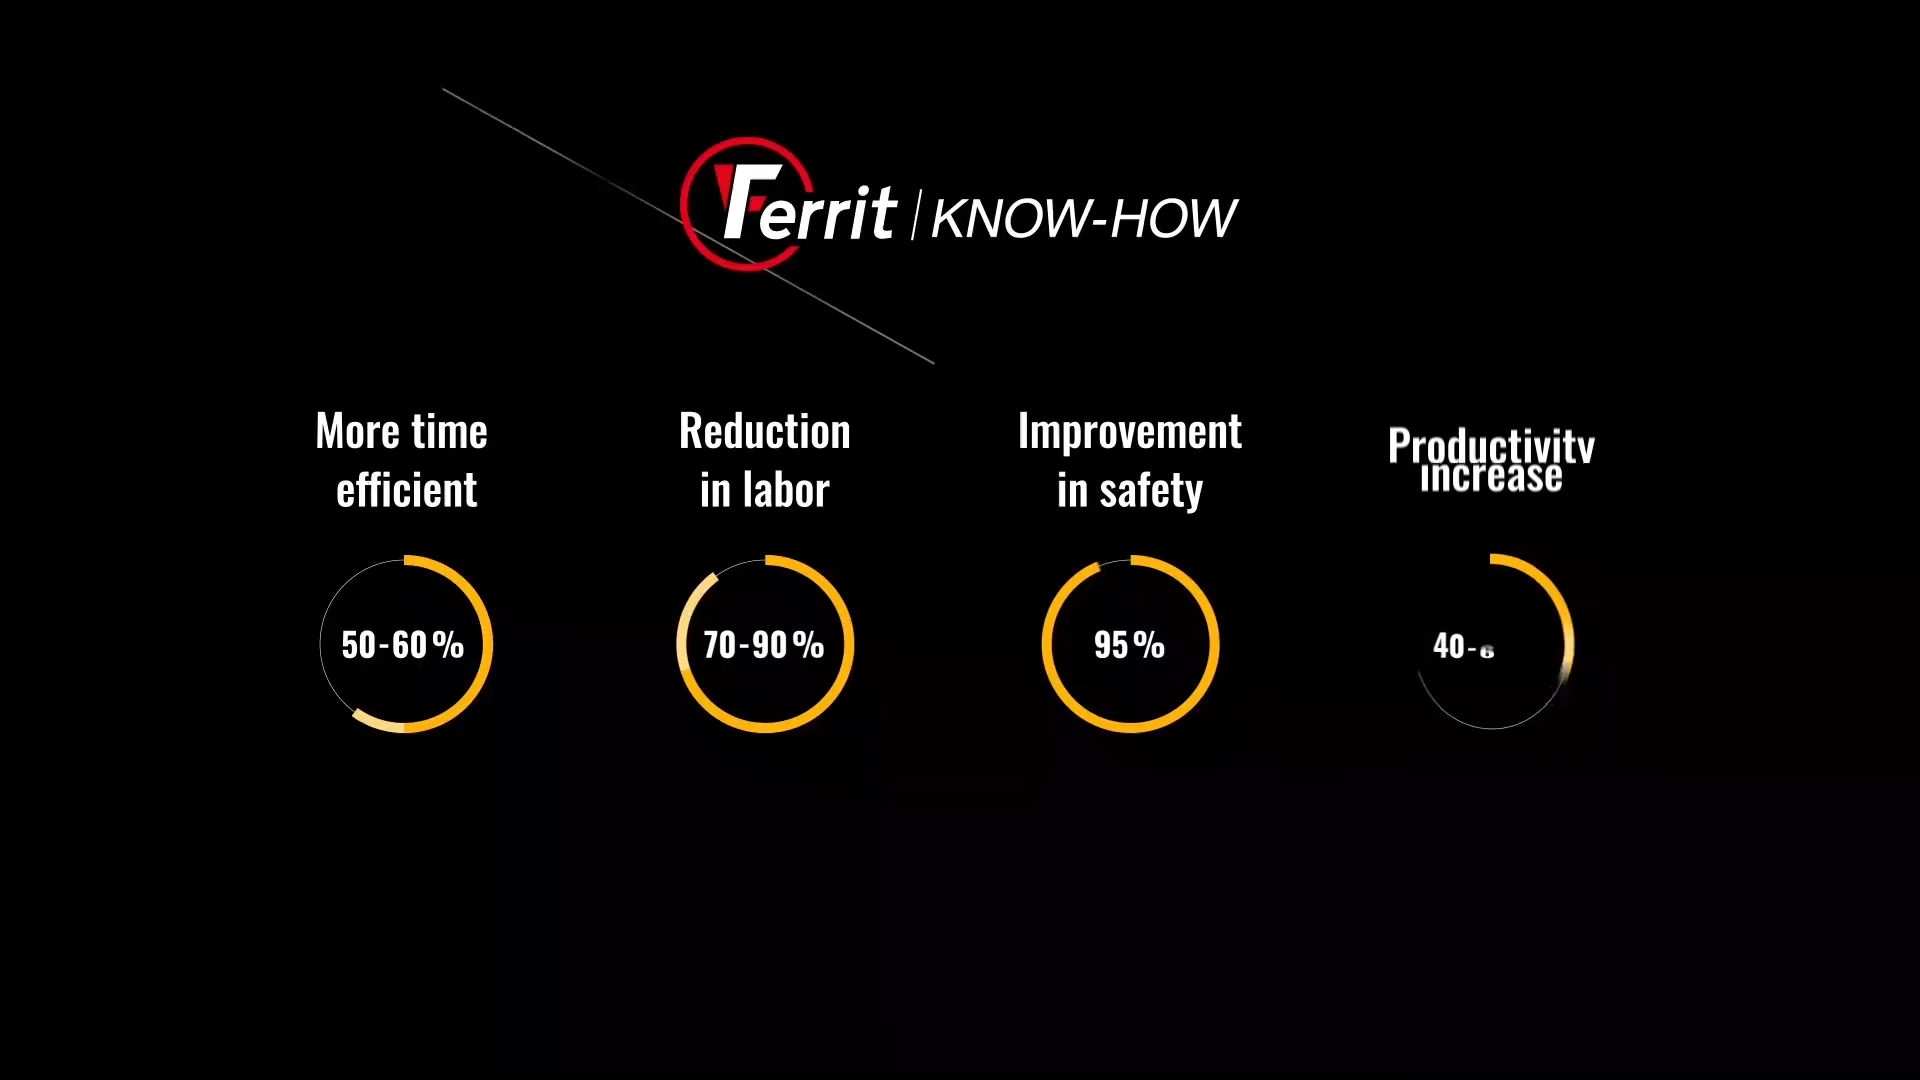 Ferrit | KNOW-HOW
More time
efficient
Reduction
in labor
Improvement
in safety
Productivity
increase
50-60%
70-90%
95%
40-6